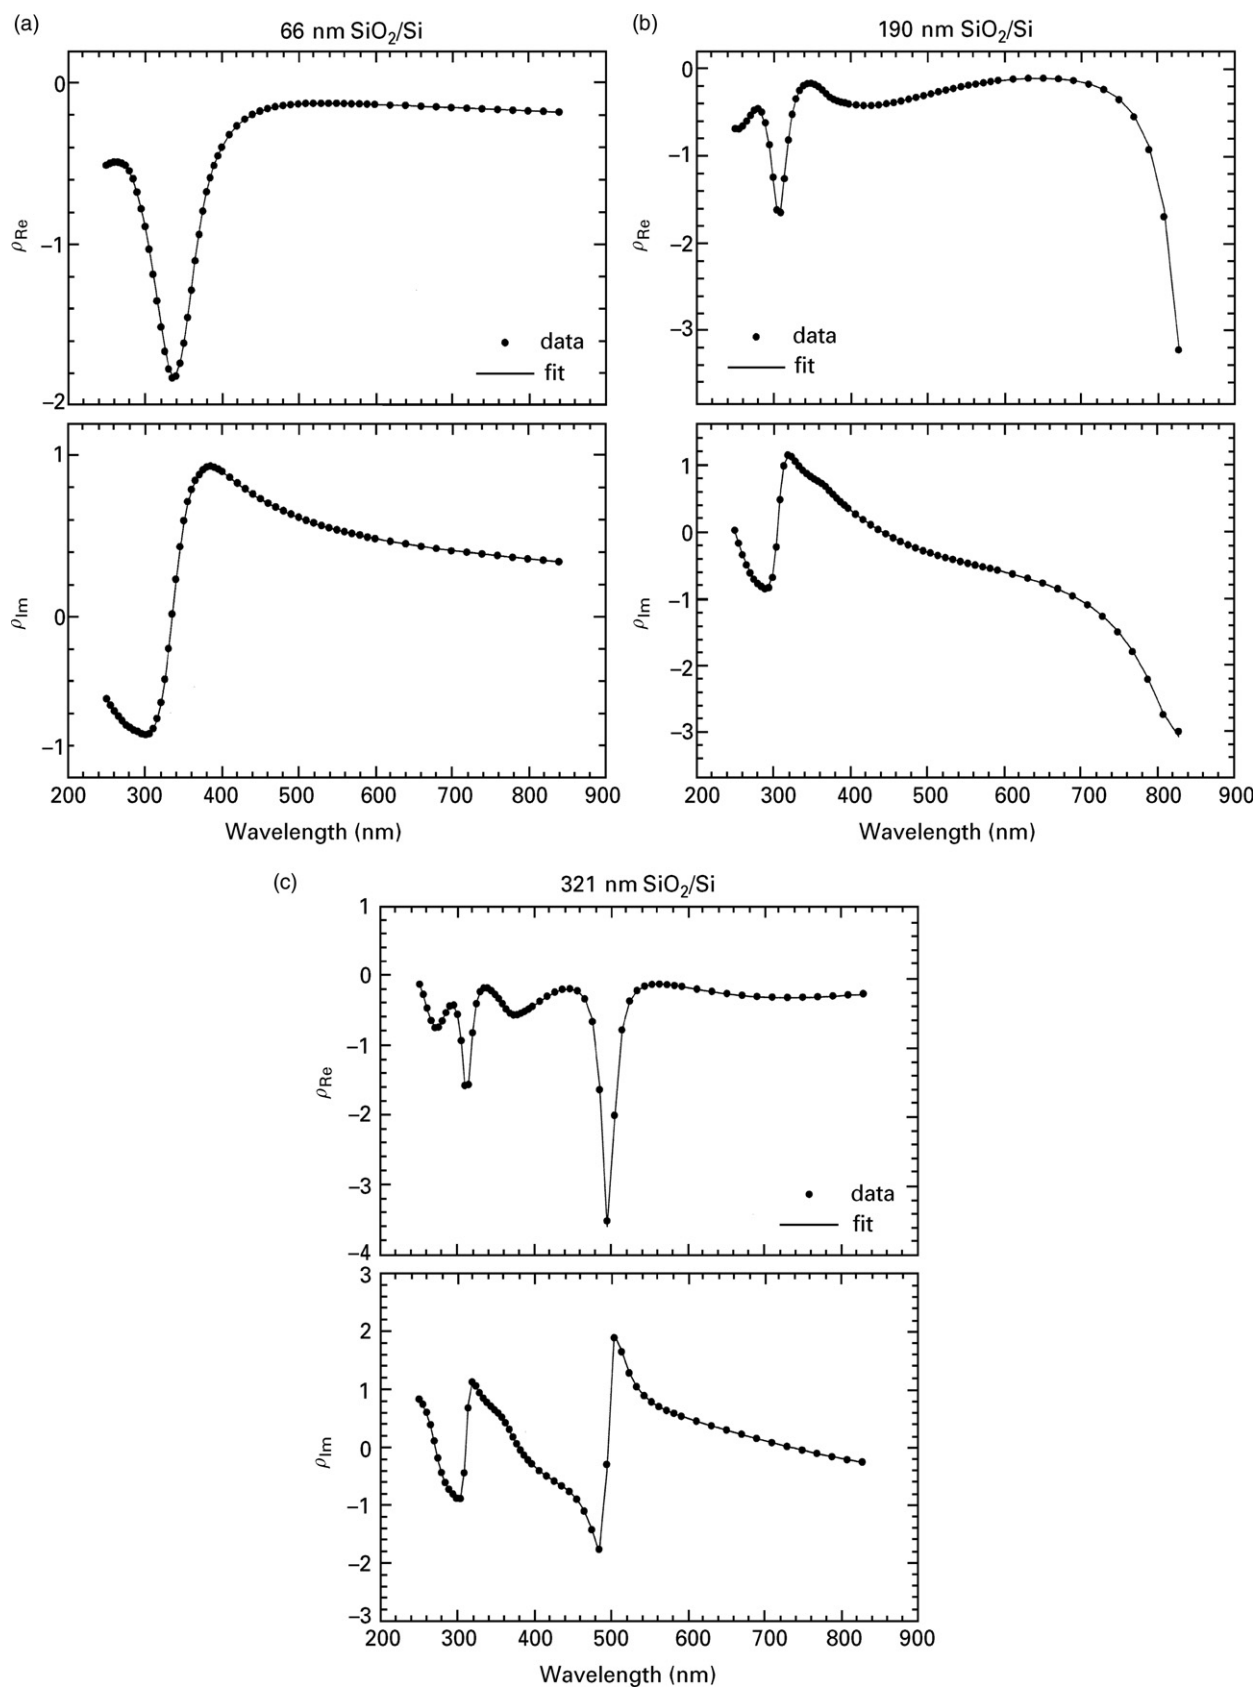 (a)
66 nm SiO₂/Si
0
−1
−2
ρRe
data
fit
1
0
−1
ρIm
200 300 400 500 600 700 800 900
Wavelength (nm)
(b)
190 nm SiO₂/Si
0
−1
−2
−3
ρRe
data
fit
1
0
−1
−2
−3
ρIm
200 300 400 500 600 700 800 900
Wavelength (nm)
(c)
321 nm SiO₂/Si
1
0
−1
−2
−3
−4
ρRe
data
fit
3
2
1
0
−1
−2
−3
ρIm
200 300 400 500 600 700 800 900
Wavelength (nm)